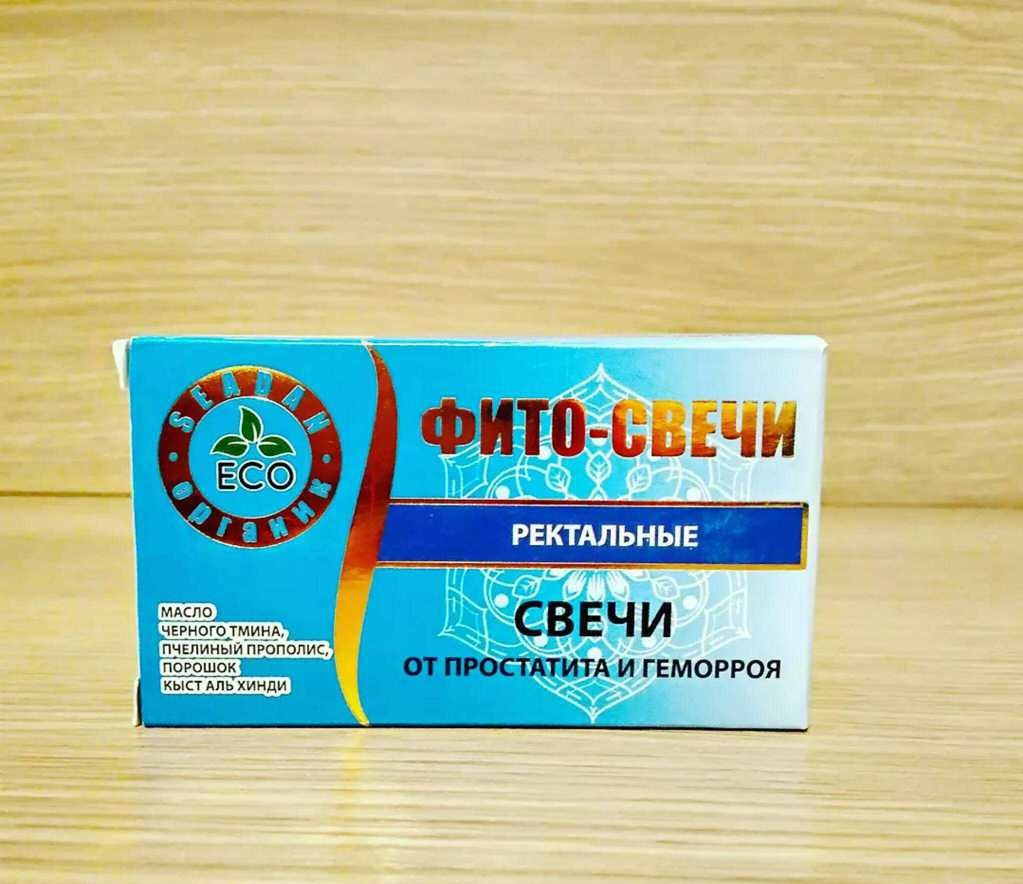 SEADAN
ECO
органик
МАСЛО
ЧЕРНОГО ТМИНА,
ПЧЕЛИНЫЙ ПРОПОЛИС,
ПОРОШОК
КЫСТ АЛЬ ХИНДИ
ФИТО-СВЕЧИ
РЕКТАЛЬНЫЕ
СВЕЧИ
ОТ ПРОСТАТИТА И ГЕМОРРОЯ